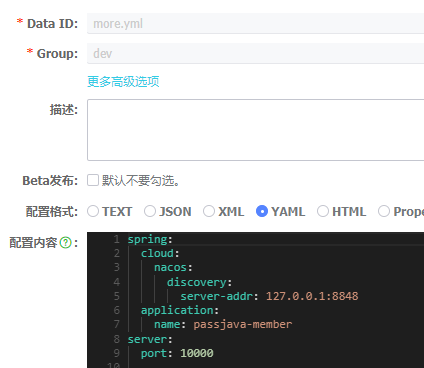 * Data ID: more.yml
* Group: dev
更多高级选项
描述:
Beta发布: 默认不要勾选。
配置格式: TEXT JSON XML YAML HTML Prope
配置内容 ? :
1 spring:
2   cloud:
3     nacos:
4       discovery:
5         server-addr: 127.0.0.1:8848
6   application:
7     name: passjava-member
8 server:
9   port: 10000
10